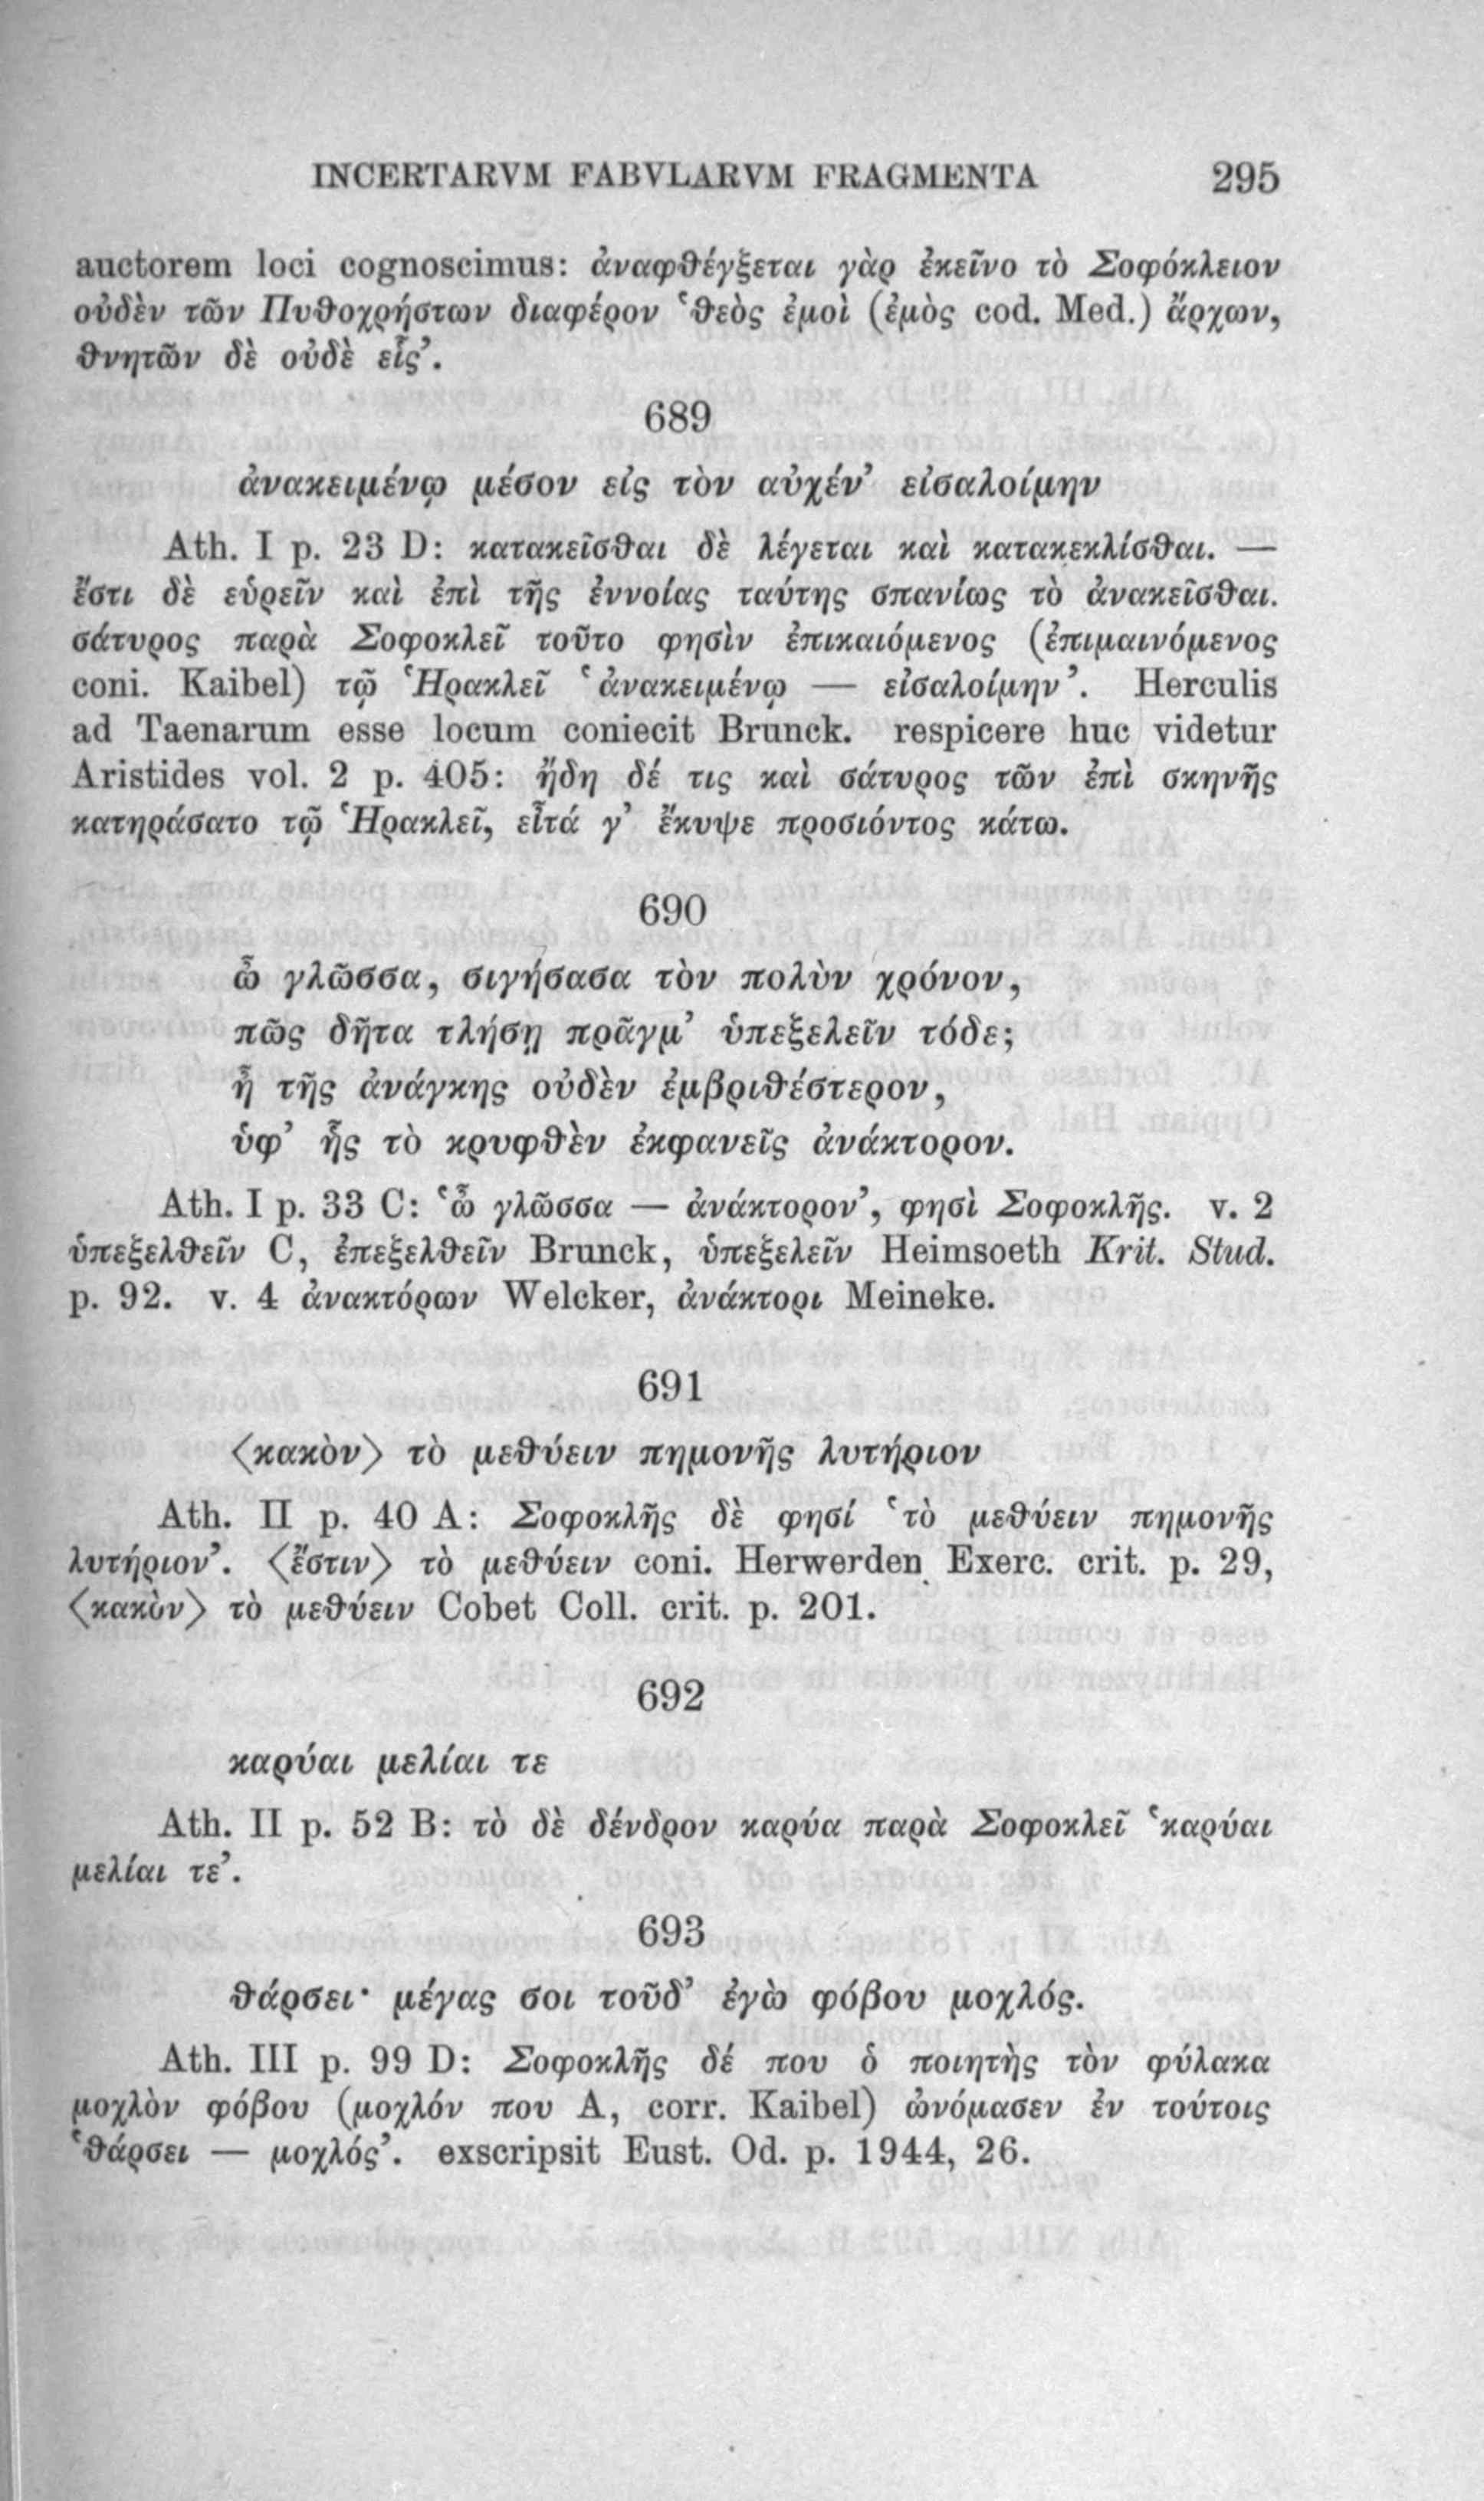 INCERTARVM FABVLARVM FRAGMENTA 295
auctorem loci cognoscimus: ἀναφθέγξεται γὰρ ἐκεῖνο τὸ Σοφόκλειον
οὐδὲν τῶν Πυθοχρήστων διαφέρον ‘θεὸς ἐμοὶ (ἐμὸς cod. Med.) ἄρχων,
θνητῶν δὲ οὐδὲ εἷς’.
689
ἀνακειμένῳ μέσον εἰς τὸν αὐχέν’ εἰσαλοίμην
Ath. I p. 23 D: κατακεῖσθαι δὲ λέγεται καὶ κατακεκλίσθαι. —
ἔστι δὲ εὑρεῖν καὶ ἐπὶ τῆς ἐννοίας ταύτης σπανίως τὸ ἀνακεῖσθαι.
σάτυρος παρὰ Σοφοκλεῖ τοῦτο φησὶν ἐπικαιόμενος (ἐπιμαινόμενος
coni. Kaibel) τῷ Ἡρακλεῖ ‘ἀνακειμένῳ — εἰσαλοίμην’. Herculis
ad Taenarum esse locum coniecit Brunck. respicere huc videtur
Aristides vol. 2 p. 405: ἤδη δέ τις καὶ σάτυρος τῶν ἐπὶ σκηνῆς
κατηράσατο τῷ Ἡρακλεῖ, εἶτά γ’ ἔκυψε προσιόντος κάτω.
690
ὦ γλῶσσα, σιγήσασα τὸν πολὺν χρόνον,
πῶς δῆτα τλήσῃ πρᾶγμ’ ὑπεξελεῖν τόδε;
ἦ τῆς ἀνάγκης οὐδὲν ἐμβριθέστερον,
ὑφ’ ἧς τὸ κρυφθὲν ἐκφανεῖς ἀνάκτορον.
Ath. I p. 33 C: ‘ὦ γλῶσσα — ἀνάκτορον’, φησὶ Σοφοκλῆς. v. 2
ὑπεξελθεῖν C, ἐπεξελθεῖν Brunck, ὑπεξελεῖν Heimsoeth Krit. Stud.
p. 92. v. 4 ἀνακτόρων Welcker, ἀνάκτορι Meineke.
691
⟨κακὸν⟩ τὸ μεθύειν πημονῆς λυτήριον
Ath. II p. 40 A: Σοφοκλῆς δὲ φησί ‘τὸ μεθύειν πημονῆς
λυτήριον’. ⟨ἔστιν⟩ τὸ μεθύειν coni. Herwerden Exerc. crit. p. 29,
⟨κακὸν⟩ τὸ μεθύειν Cobet Coll. crit. p. 201.
692
καρύαι μελίαι τε
Ath. II p. 52 B: τὸ δὲ δένδρον καρύα παρὰ Σοφοκλεῖ ‘καρύαι
μελίαι τε’.
693
θάρσει· μέγας σοι τοῦδ’ ἐγὼ φόβου μοχλός.
Ath. III p. 99 D: Σοφοκλῆς δέ που ὁ ποιητὴς τὸν φύλακα
μοχλὸν φόβου (μοχλόν που A, corr. Kaibel) ὠνόμασεν ἐν τούτοις
‘θάρσει — μοχλός’. exscripsit Eust. Od. p. 1944, 26.